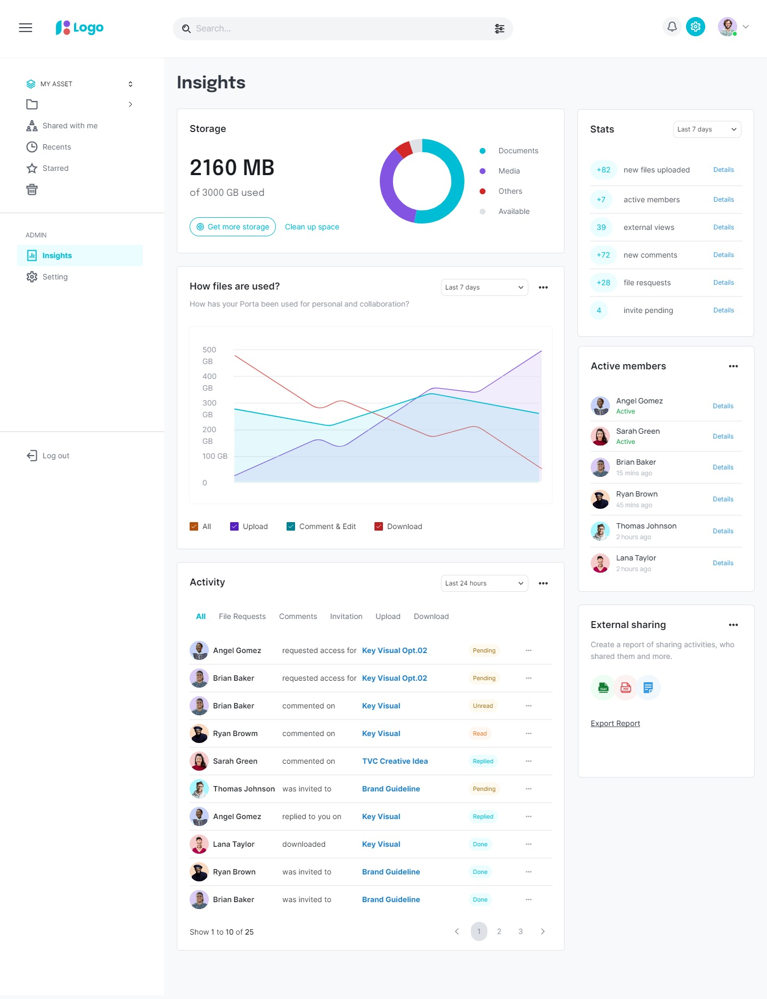 Logo
Search...
MY ASSET
Shared with me
Recents
Starred
ADMIN
Insights
Setting
Log out
Insights
Storage
2160 MB
of 3000 GB used
Get more storage
Clean up space
Documents
Media
Others
Available
How files are used?
Last 7 days
How has your Porta been used for personal and collaboration?
500
GB
400
GB
300
GB
200
GB
100 GB
0
All
Upload
Comment & Edit
Download
Activity
Last 24 hours
All File Requests Comments Invitation Upload Download
Angel Gomez requested access for Key Visual Opt.02 Pending
Brian Baker requested access for Key Visual Opt.02 Pending
Brian Baker commented on Key Visual Unread
Ryan Browm commented on Key Visual Read
Sarah Green commented on TVC Creative Idea Replied
Thomas Johnson was invited to Brand Guideline Pending
Angel Gomez replied to you on Key Visual Replied
Lana Taylor downloaded Key Visual Done
Ryan Brown was invited to Brand Guideline Done
Brian Baker was invited to Brand Guideline Done
Show 1 to 10 of 25
1 2 3
Stats
Last 7 days
+82 new files uploaded Details
+7 active members Details
39 external views Details
+72 new comments Details
+28 file resquests Details
4 invite pending Details
Active members
Angel Gomez
Active
Details
Sarah Green
Active
Details
Brian Baker
15 mins ago
Details
Ryan Brown
45 mins ago
Details
Thomas Johnson
2 hours ago
Details
Lana Taylor
2 hours ago
Details
External sharing
Create a report of sharing activities, who
shared them and more.
XLSX
PDF
Export Report